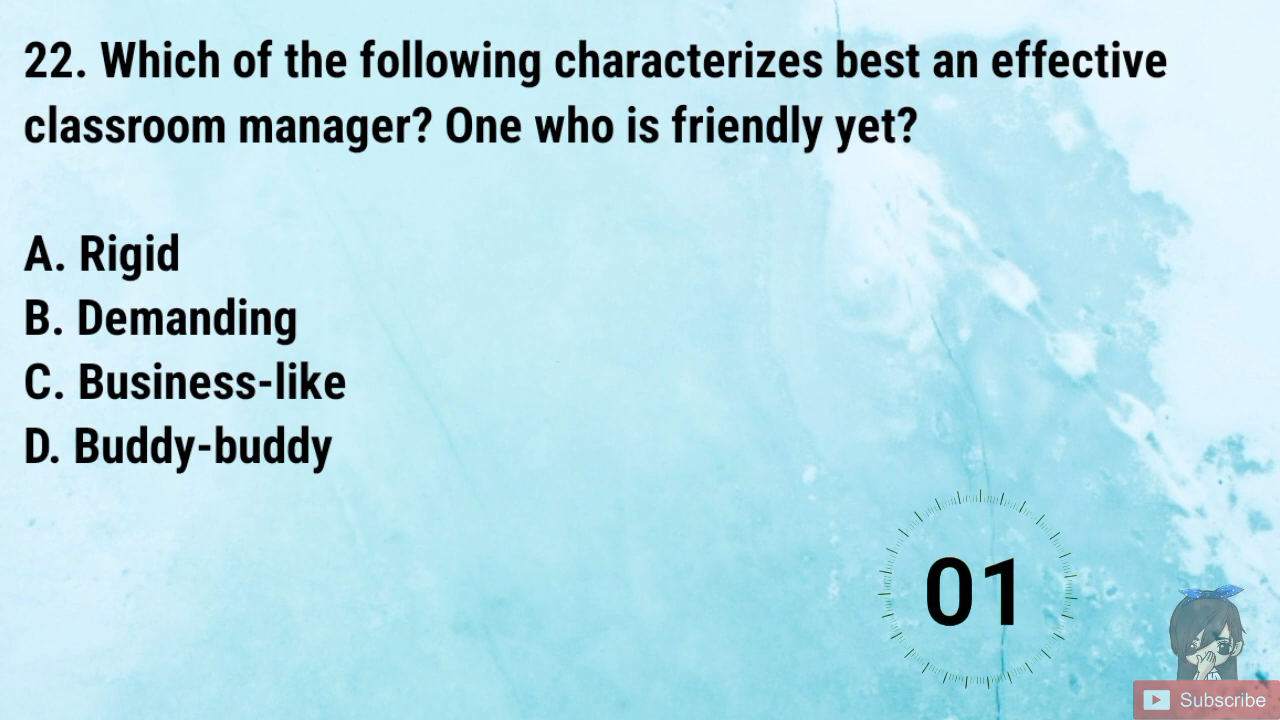 22. Which of the following characterizes best an effective
classroom manager? One who is friendly yet?
A. Rigid
B. Demanding
C. Business-like
D. Buddy-buddy
01
Subscribe